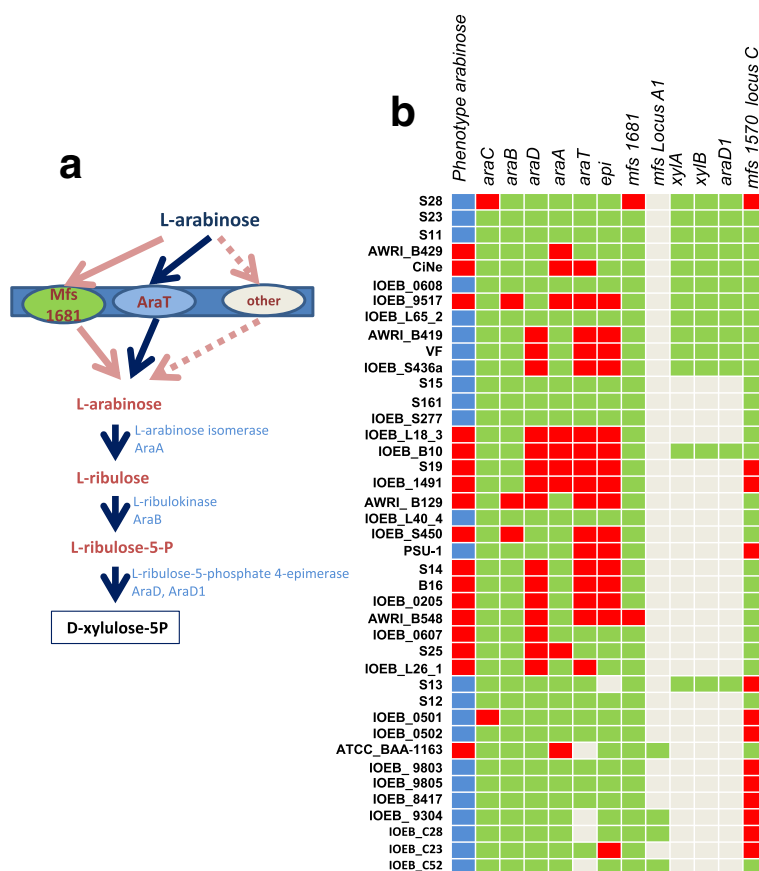 a
L-arabinose
Mfs
1681
AraT
other
L-arabinose
L-arabinose isomerase
AraA
L-ribulose
L-ribulokinase
AraB
L-ribulose-5-P
L-ribulose-5-phosphate 4-epimerase
AraD, AraD1
D-xylulose-5P
b
Phenotype arabinose
araC
araB
araD
araA
araT
epi
mfs 1681
mfs Locus A1
xylA
xylB
araD1
mfs 1570 locus C
S28
S23
S11
AWRI_B429
CiNe
IOEB_0608
IOEB_9517
IOEB_L65_2
AWRI_B419
VF
IOEB_S436a
S15
S161
IOEB_S277
IOEB_L18_3
IOEB_B10
S19
IOEB_1491
AWRI_B129
IOEB_L40_4
IOEB_S450
PSU-1
S14
B16
IOEB_0205
AWRI_B548
IOEB_0607
S25
IOEB_L26_1
S13
S12
IOEB_0501
IOEB_0502
ATCC_BAA-1163
IOEB_9803
IOEB_9805
IOEB_8417
IOEB_9304
IOEB_C28
IOEB_C23
IOEB_C52